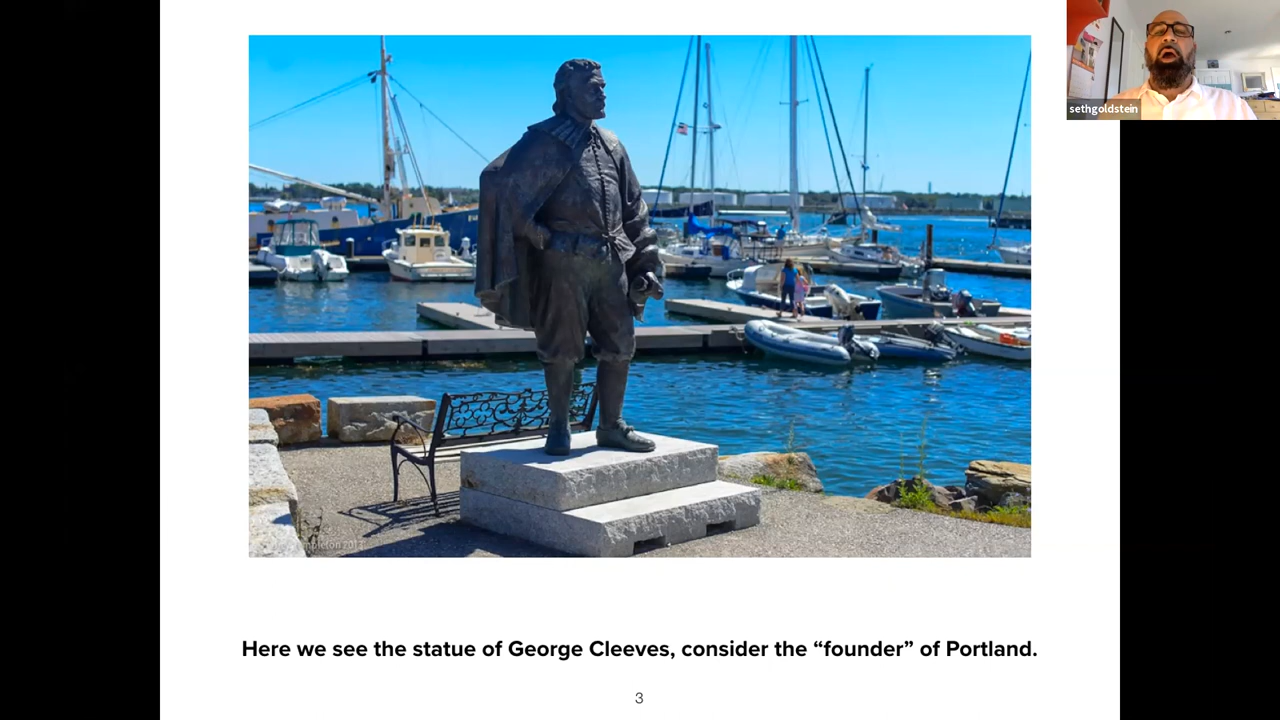 sethgoldstein
Here we see the statue of George Cleeves, consider the “founder” of Portland.
3